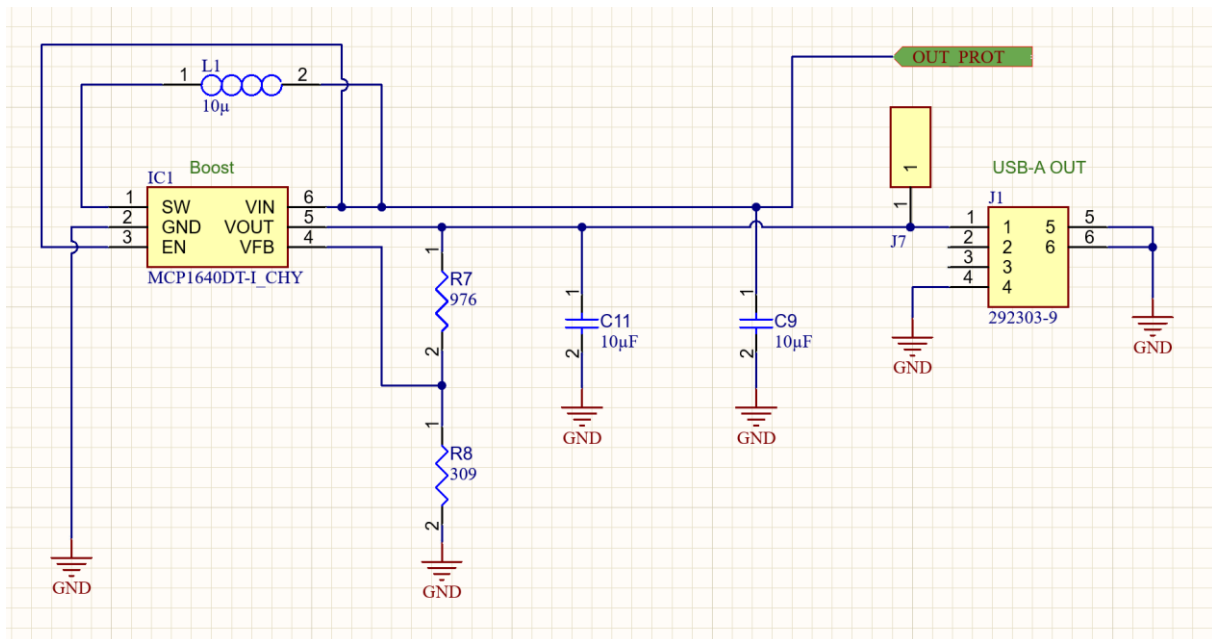 OUT PROT
L1
1
2
10µ
Boost
IC1
1 SW VIN 6
2 GND VOUT 5
3 EN VFB 4
MCP1640DT-I_CHY
1
R7
976
2
1
R8
309
2
GND
GND
1
C11
10µF
2
GND
1
C9
10µF
2
GND
1
1
J7
USB-A OUT
J1
1 1 5 5
2 2 6 6
3 3
4 4
292303-9
GND
GND